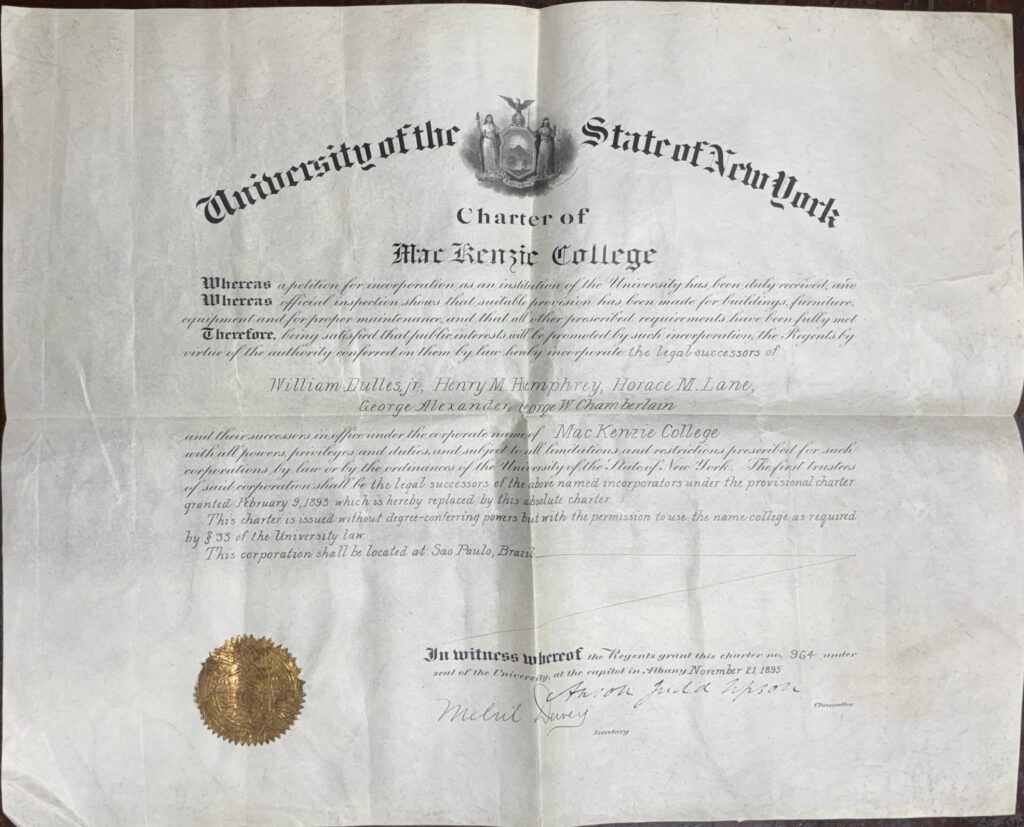 University of the State of New York
Charter of
Mac Kenzie College
Whereas a petition for incorporation as an institution of the University has been duly received, and
Whereas official inspection shows that suitable provision has been made for buildings, furniture,
equipment and for proper maintenance, and that all other prescribed requirements have been fully met
Therefore, being satisfied that public interests will be promoted by such incorporation, the Regents by
virtue of the authority conferred on them by law hereby incorporate the legal successors of
William Dulles, jr, Henry M. Humphrey, Horace M. Lane,
George Alexander, George W Chamberlain
and their successors in office under the corporate name of Mac Kenzie College
with all powers, privileges and duties, and subject to all limitations and restrictions prescribed for such
corporations by law or by the ordinances of the University of the State of New York. The first trustees
of said corporation shall be the legal successors of the above named incorporators under the provisional charter
granted February 9, 1893 which is hereby replaced by this absolute charter
This charter is issued without degree-conferring powers but with the permission to use the name college as required
by § 33 of the University law
This corporation shall be located at Sao Paulo, Brazil
In witness whereof the Regents grant this charter no. 964 under
seal of the University, at the capitol in Albany November 21, 1895
Anson Judd Upson
Chancellor
Melvil Dewey
Secretary